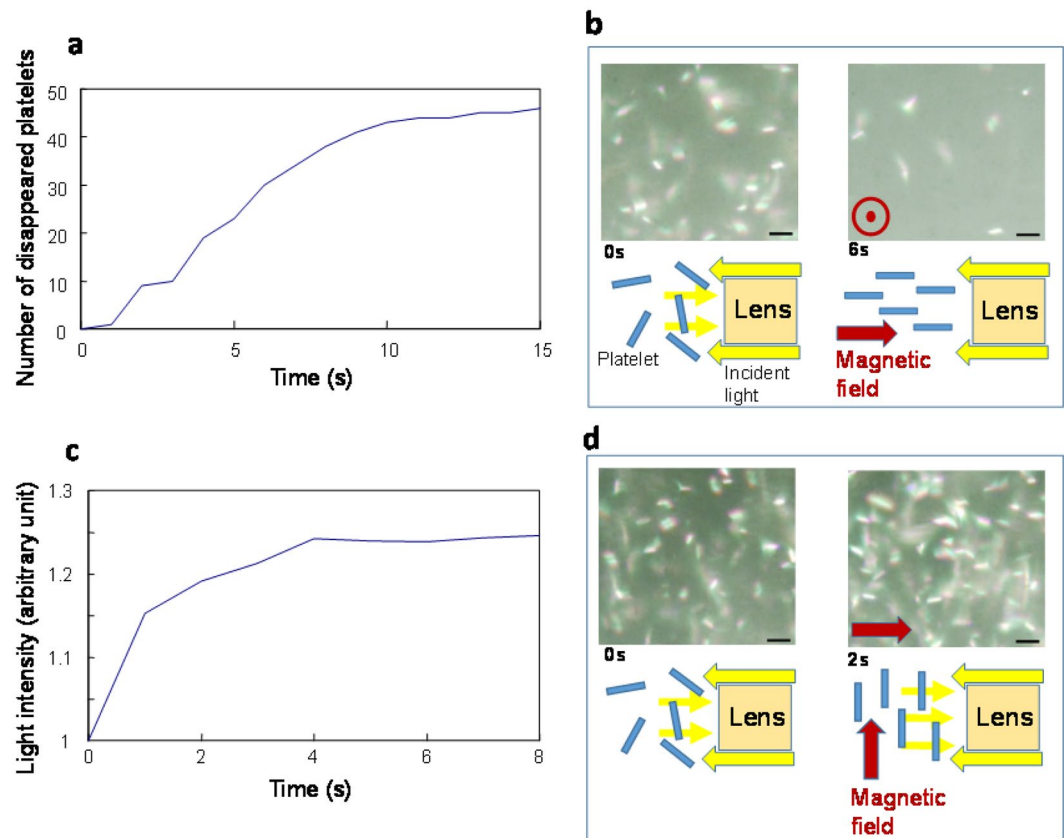 a
Number of disappeared platelets
50
40
30
20
10
0
0
5
10
15
Time (s)
b
0s
6s
Lens
Platelet
Incident
light
Lens
Magnetic
field
c
Light intensity (arbitrary unit)
1.3
1.2
1.1
1
0
2
4
6
8
Time (s)
d
0s
2s
Lens
Lens
Magnetic
field